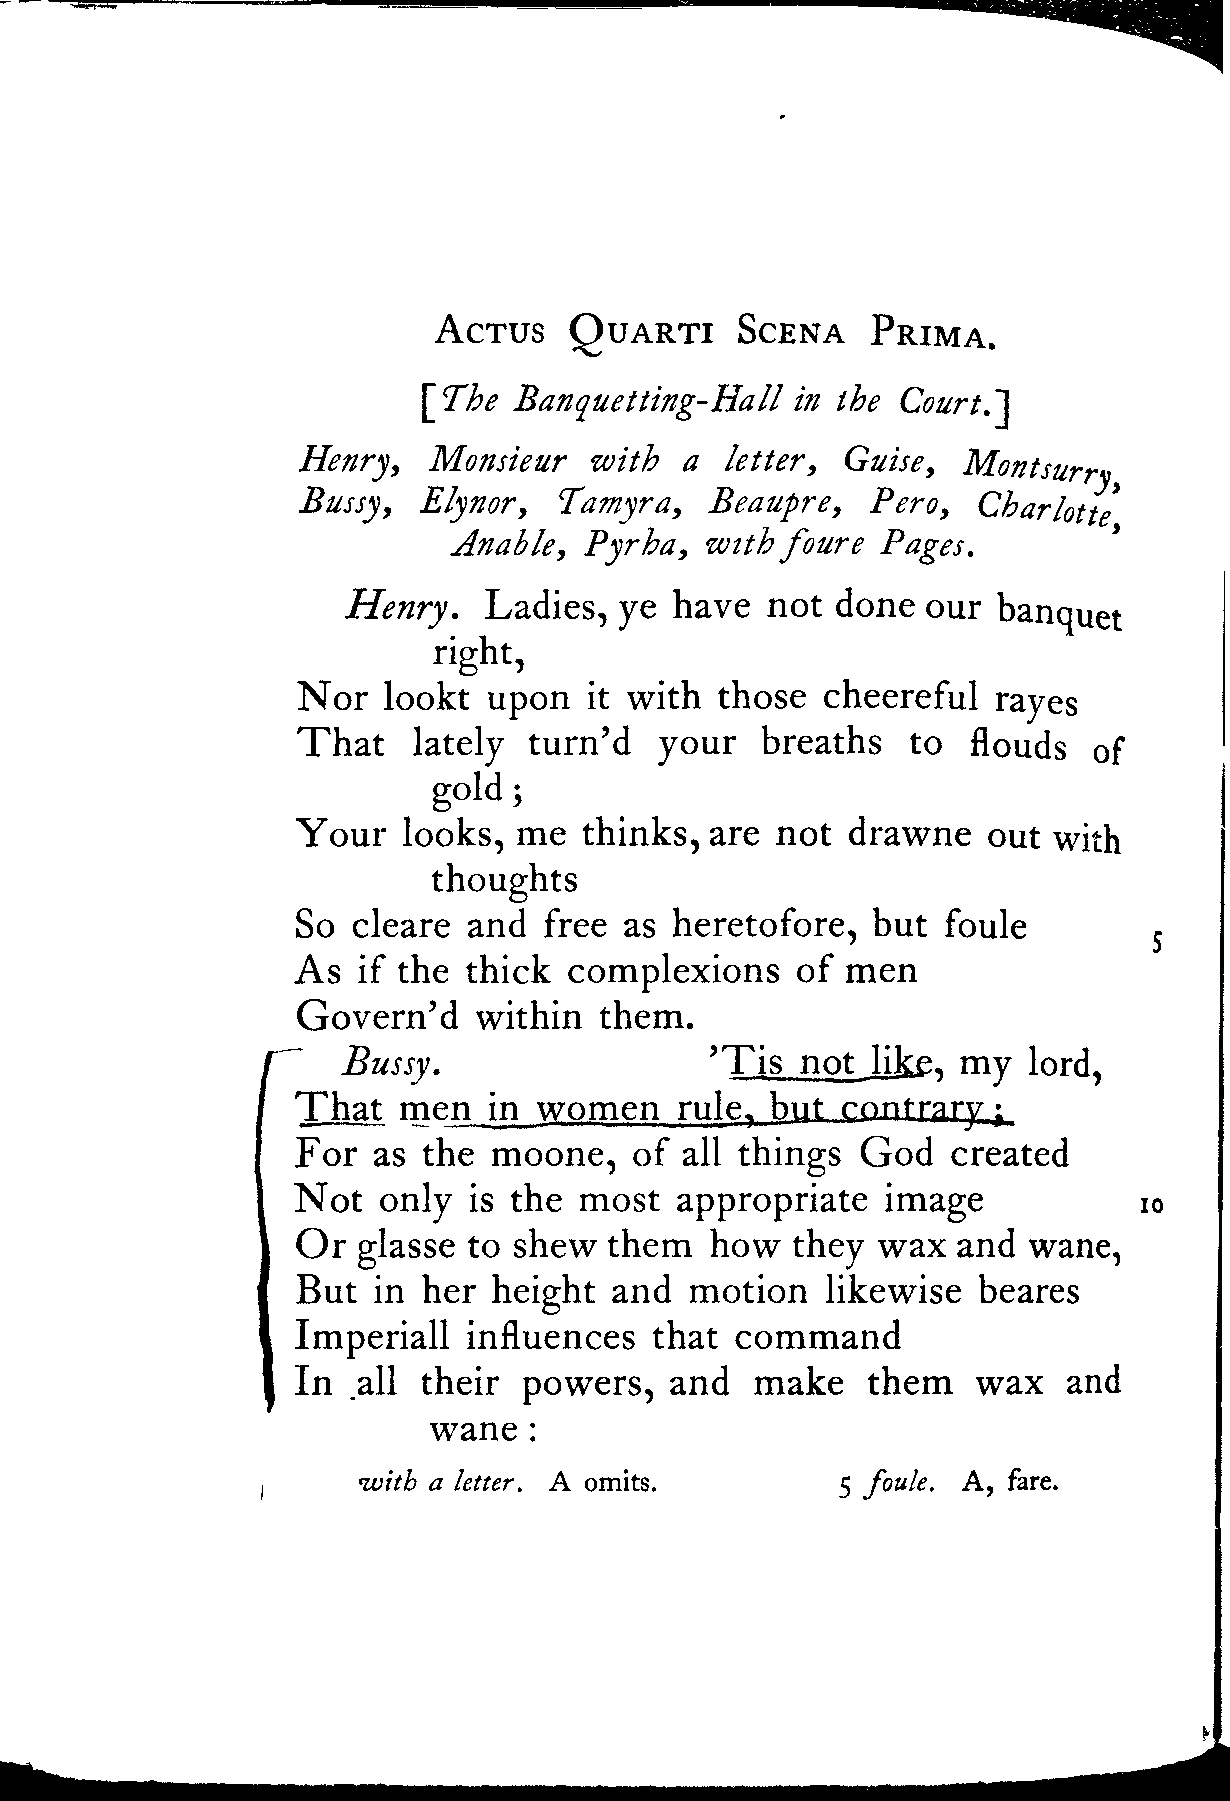 ACTUS QUARTI SCENA PRIMA.
[The Banquetting-Hall in the Court.]
Henry, Monsieur with a letter, Guise, Montsurry,
Bussy, Elynor, Tamyra, Beaupre, Pero, Charlotte,
Anable, Pyrha, with foure Pages.
Henry. Ladies, ye have not done our banquet
right,
Nor lookt upon it with those cheereful rayes
That lately turn'd your breaths to flouds of
gold;
Your looks, me thinks, are not drawne out with
thoughts
So cleare and free as heretofore, but foule 5
As if the thick complexions of men
Govern'd within them.
Bussy. 'Tis not like, my lord,
That men in women rule, but contrary;
For as the moone, of all things God created
Not only is the most appropriate image 10
Or glasse to shew them how they wax and wane,
But in her height and motion likewise beares
Imperiall influences that command
In all their powers, and make them wax and
wane:
with a letter. A omits. 5 foule. A, fare.